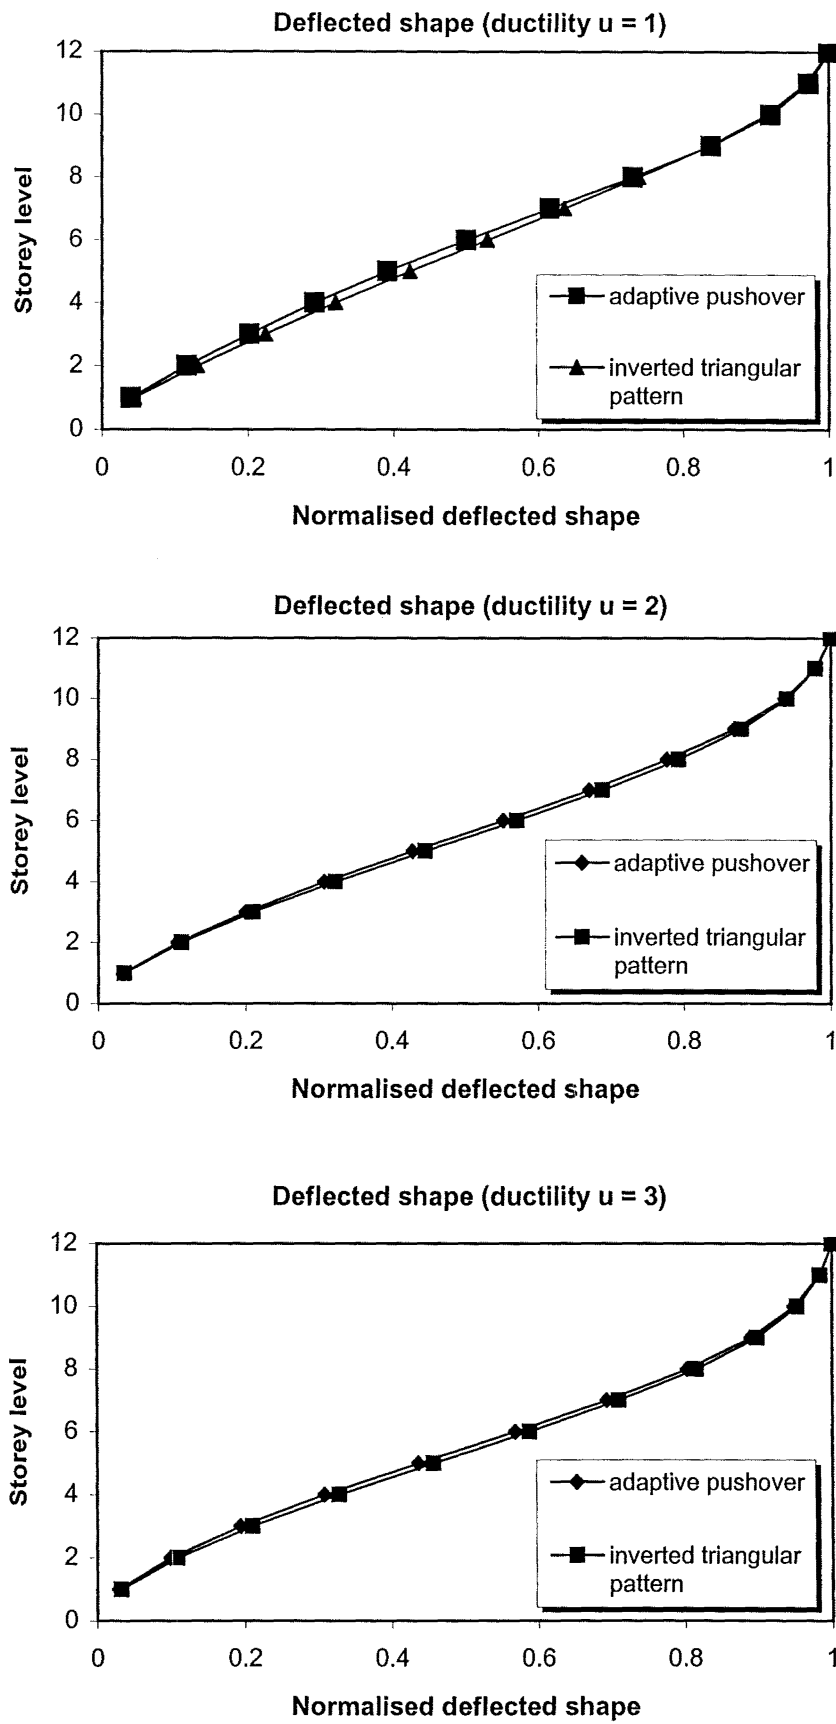 Deflected shape (ductility u = 1)
12
10
8
6
4
2
0
Storey level
adaptive pushover
inverted triangular
pattern
0 0.2 0.4 0.6 0.8 1
Normalised deflected shape
Deflected shape (ductility u = 2)
12
10
8
6
4
2
0
Storey level
adaptive pushover
inverted triangular
pattern
0 0.2 0.4 0.6 0.8 1
Normalised deflected shape
Deflected shape (ductility u = 3)
12
10
8
6
4
2
0
Storey level
adaptive pushover
inverted triangular
pattern
0 0.2 0.4 0.6 0.8 1
Normalised deflected shape